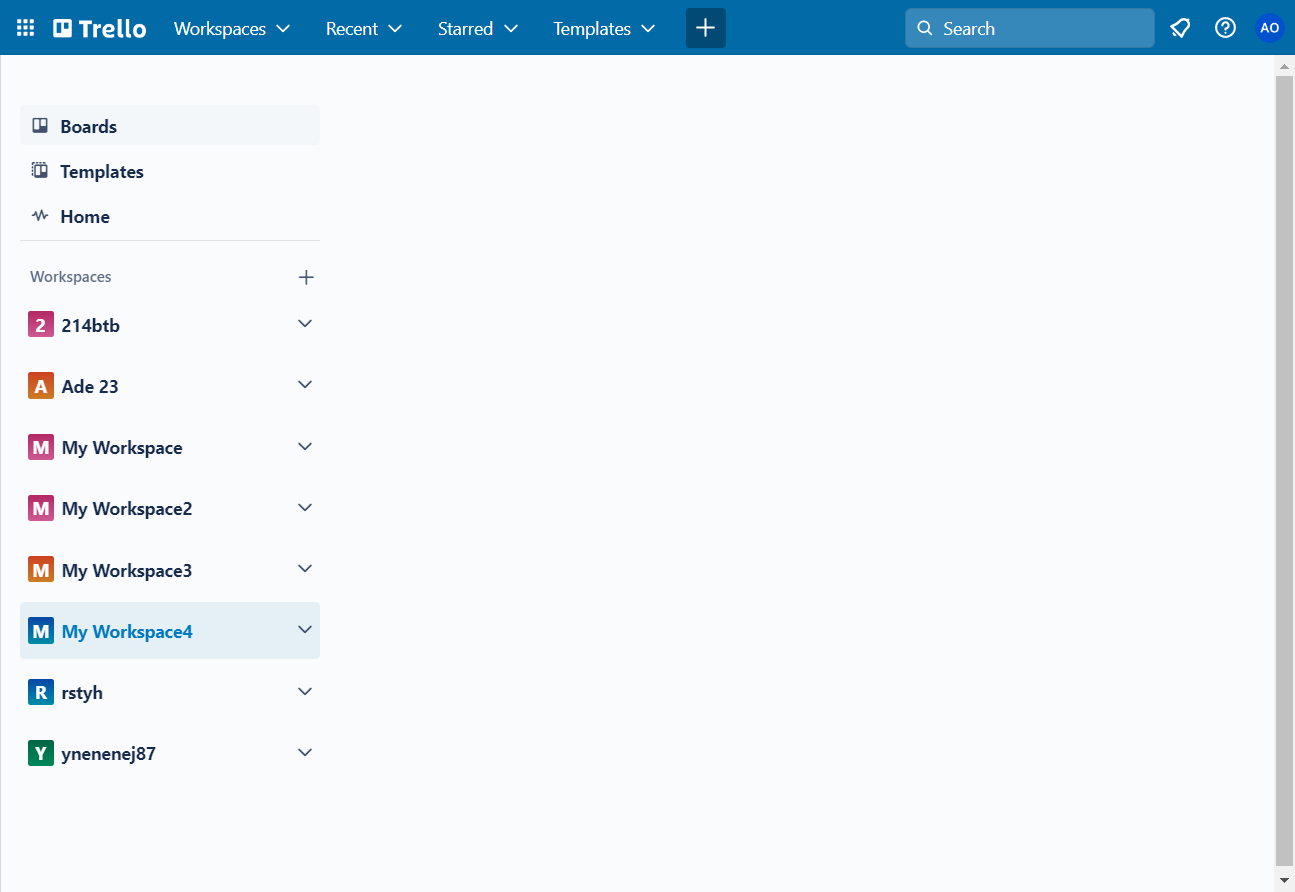 Trello Workspaces Recent Starred Templates Search AO
Boards
Templates
Home
Workspaces
2 214btb
A Ade 23
M My Workspace
M My Workspace2
M My Workspace3
M My Workspace4
R rstyh
Y ynenenej87